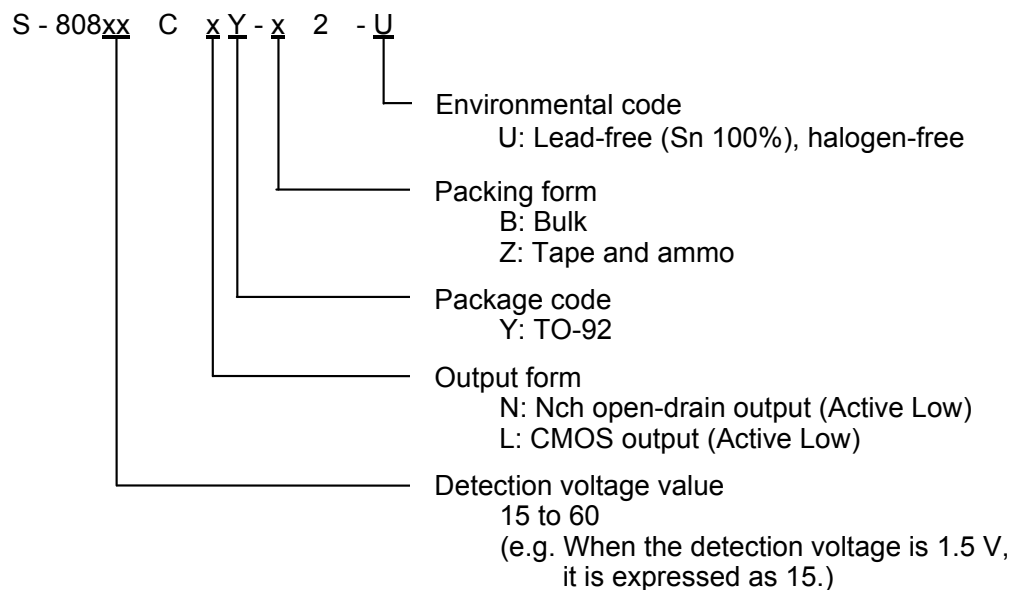 S - 808xx C x Y - x 2 - U
Environmental code
U: Lead-free (Sn 100%), halogen-free
Packing form
B: Bulk
Z: Tape and ammo
Package code
Y: TO-92
Output form
N: Nch open-drain output (Active Low)
L: CMOS output (Active Low)
Detection voltage value
15 to 60
(e.g. When the detection voltage is 1.5 V,
it is expressed as 15.)